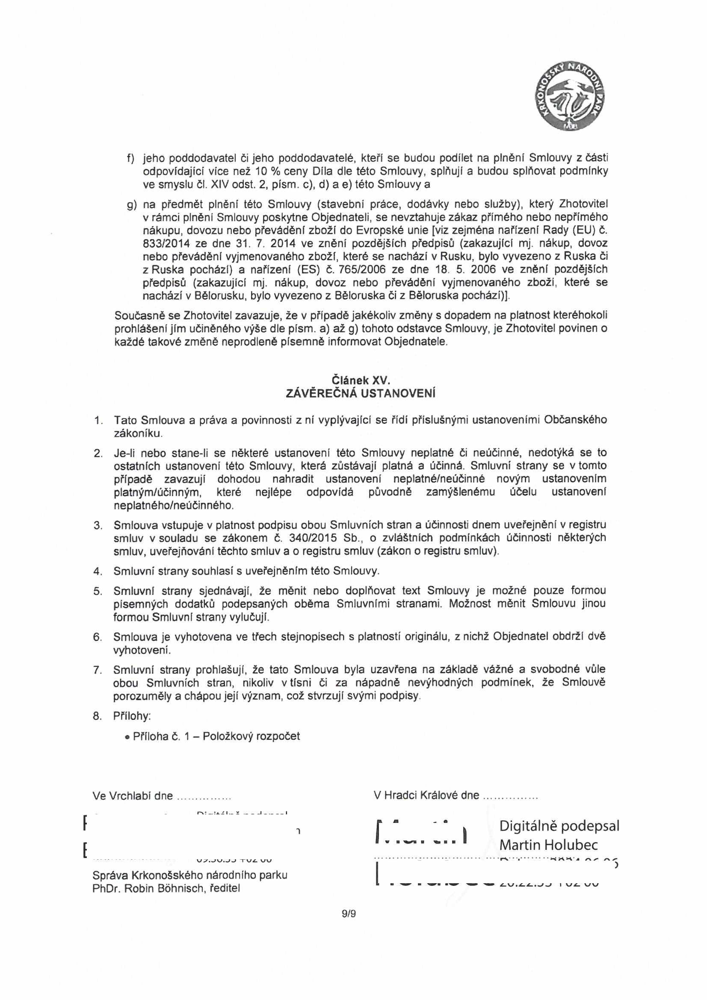 KRKONOŠSKÝ NÁRODNÍ PARK
f) jeho poddodavatel či jeho poddodavatelé, kteří se budou podílet na plnění Smlouvy z části
odpovídající více než 10 % ceny Díla dle této Smlouvy, splňují a budou splňovat podmínky
ve smyslu čl. XIV odst. 2, písm. c), d) a e) této Smlouvy a
g) na předmět plnění této Smlouvy (stavební práce, dodávky nebo služby), který Zhotovitel
v rámci plnění Smlouvy poskytne Objednateli, se nevztahuje zákaz přímého nebo nepřímého
nákupu, dovozu nebo převádění zboží do Evropské unie [viz zejména nařízení Rady (EU) č.
833/2014 ze dne 31. 7. 2014 ve znění pozdějších předpisů (zakazující mj. nákup, dovoz
nebo převádění vyjmenovaného zboží, které se nachází v Rusku, bylo vyvezeno z Ruska či
z Ruska pochází) a nařízení (ES) č. 765/2006 ze dne 18. 5. 2006 ve znění pozdějších
předpisů (zakazující mj. nákup, dovoz nebo převádění vyjmenovaného zboží, které se
nachází v Bělorusku, bylo vyvezeno z Běloruska či z Běloruska pochází)].
Současně se Zhotovitel zavazuje, že v případě jakékoliv změny s dopadem na platnost kteréhokoli
prohlášení jím učiněného výše dle písm. a) až g) tohoto odstavce Smlouvy, je Zhotovitel povinen o
každé takové změně neprodleně písemně informovat Objednatele.
Článek XV.
ZÁVĚREČNÁ USTANOVENÍ
1. Tato Smlouva a práva a povinnosti z ní vyplývající se řídí příslušnými ustanoveními Občanského
zákoníku.
2. Je-li nebo stane-li se některé ustanovení této Smlouvy neplatné či neúčinné, nedotýká se to
ostatních ustanovení této Smlouvy, která zůstávají platná a účinná. Smluvní strany se v tomto
případě zavazují dohodou nahradit ustanovení neplatné/neúčinné novým ustanovením
platným/účinným, které nejlépe odpovídá původně zamýšlenému účelu ustanovení
neplatného/neúčinného.
3. Smlouva vstupuje v platnost podpisu obou Smluvních stran a účinnosti dnem uveřejnění v registru
smluv v souladu se zákonem č. 340/2015 Sb., o zvláštních podmínkách účinnosti některých
smluv, uveřejňování těchto smluv a o registru smluv (zákon o registru smluv).
4. Smluvní strany souhlasí s uveřejněním této Smlouvy.
5. Smluvní strany sjednávají, že měnit nebo doplňovat text Smlouvy je možné pouze formou
písemných dodatků podepsaných oběma Smluvními stranami. Možnost měnit Smlouvu jinou
formou Smluvní strany vylučují.
6. Smlouva je vyhotovena ve třech stejnopisech s platností originálu, z nichž Objednatel obdrží dvě
vyhotovení.
7. Smluvní strany prohlašují, že tato Smlouva byla uzavřena na základě vážné a svobodné vůle
obou Smluvních stran, nikoliv v tísni či za nápadně nevýhodných podmínek, že Smlouvě
porozuměly a chápou její význam, což stvrzují svými podpisy.
8. Přílohy:
• Příloha č. 1 – Položkový rozpočet
Ve Vrchlabí dne ...............
V Hradci Králové dne ...............
Digitálně podepsal
Martin Holubec
Správa Krkonošského národního parku
PhDr. Robin Böhnisch, ředitel
9/9